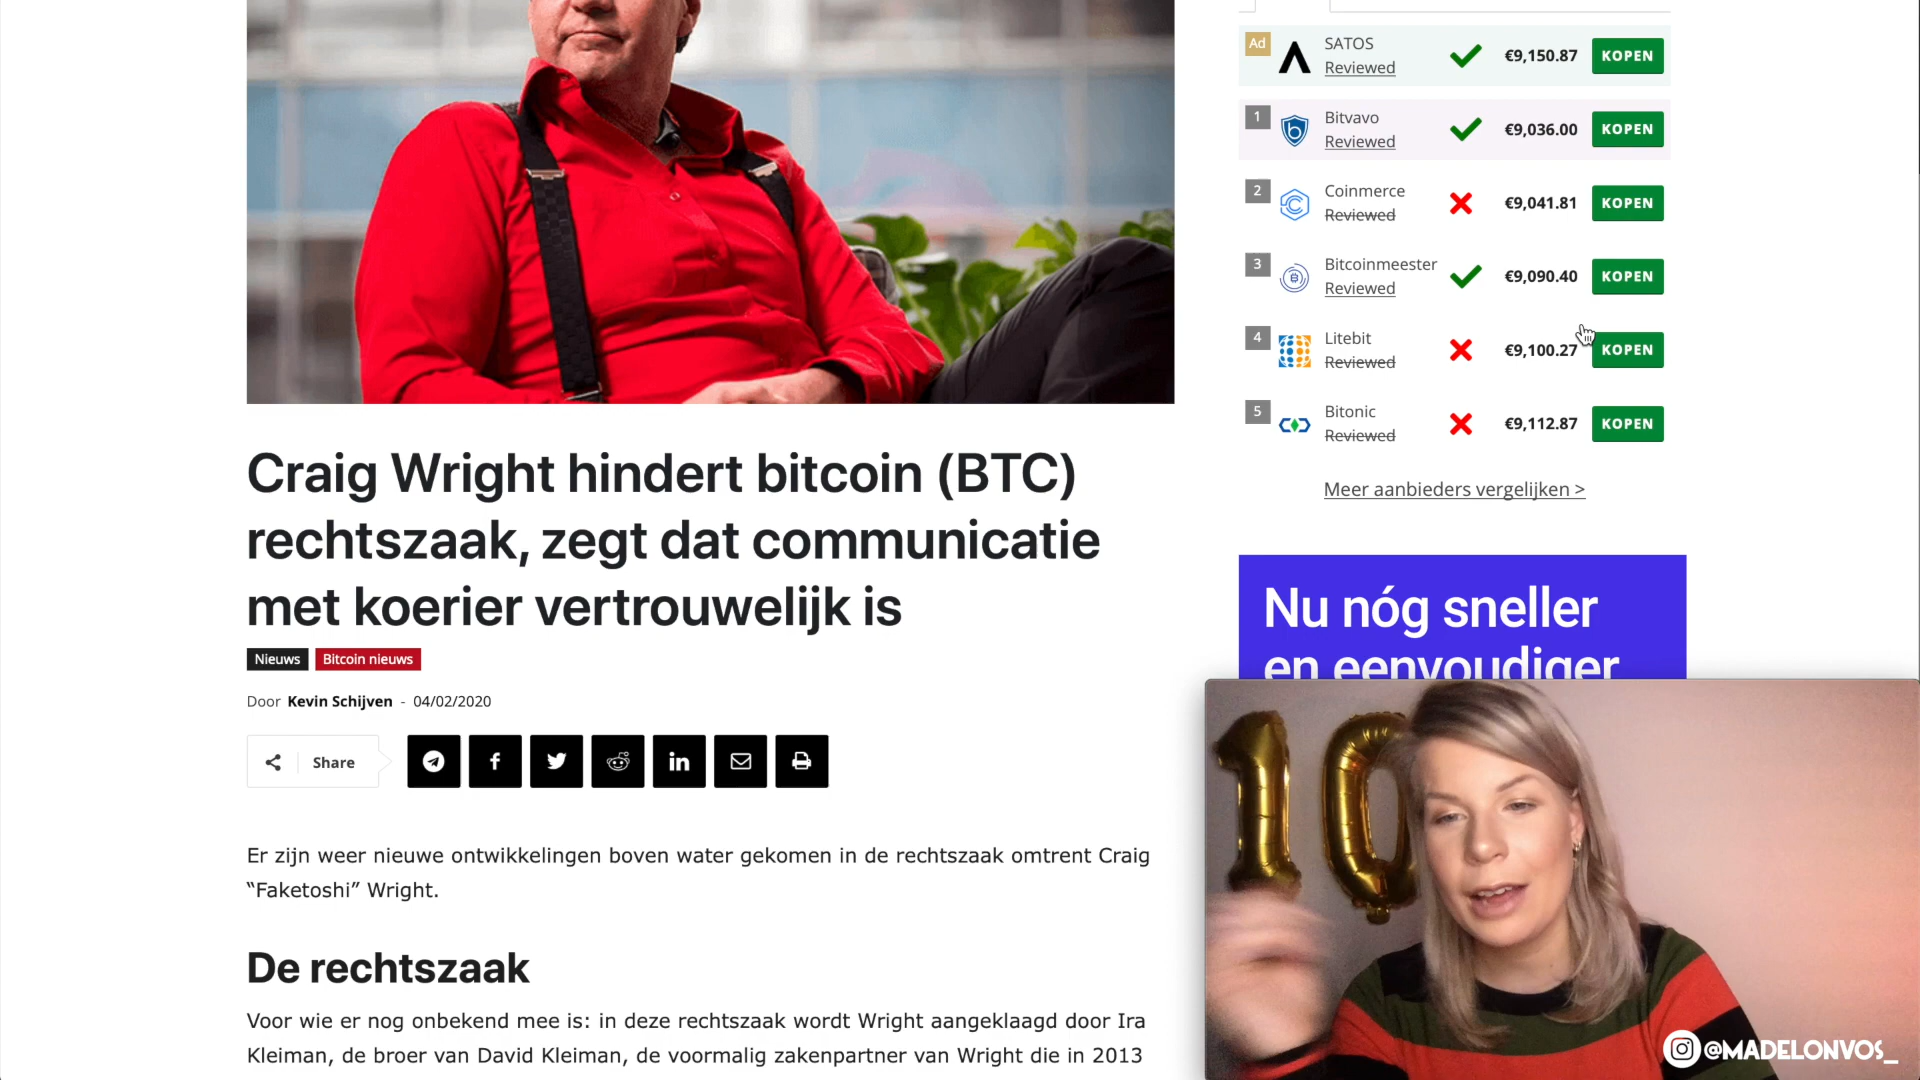 Ad
SATOS
Reviewed
€9,150.87
KOPEN
1
Bitvavo
Reviewed
€9,036.00
KOPEN
2
Coinmerce
Reviewed
€9,041.81
KOPEN
3
Bitcoinmeester
Reviewed
€9,090.40
KOPEN
4
Litebit
Reviewed
€9,100.27
KOPEN
5
Bitonic
Reviewed
€9,112.87
KOPEN
Meer aanbieders vergelijken >
Craig Wright hindert bitcoin (BTC)
rechtszaak, zegt dat communicatie
met koerier vertrouwelijk is
Nieuws Bitcoin nieuws
Door Kevin Schijven - 04/02/2020
Share
Er zijn weer nieuwe ontwikkelingen boven water gekomen in de rechtszaak omtrent Craig
“Faketoshi” Wright.
De rechtszaak
Voor wie er nog onbekend mee is: in deze rechtszaak wordt Wright aangeklaagd door Ira
Kleiman, de broer van David Kleiman, de voormalig zakenpartner van Wright die in 2013
Nu nóg sneller
en eenvoudiger
10
@MADELONVOS_